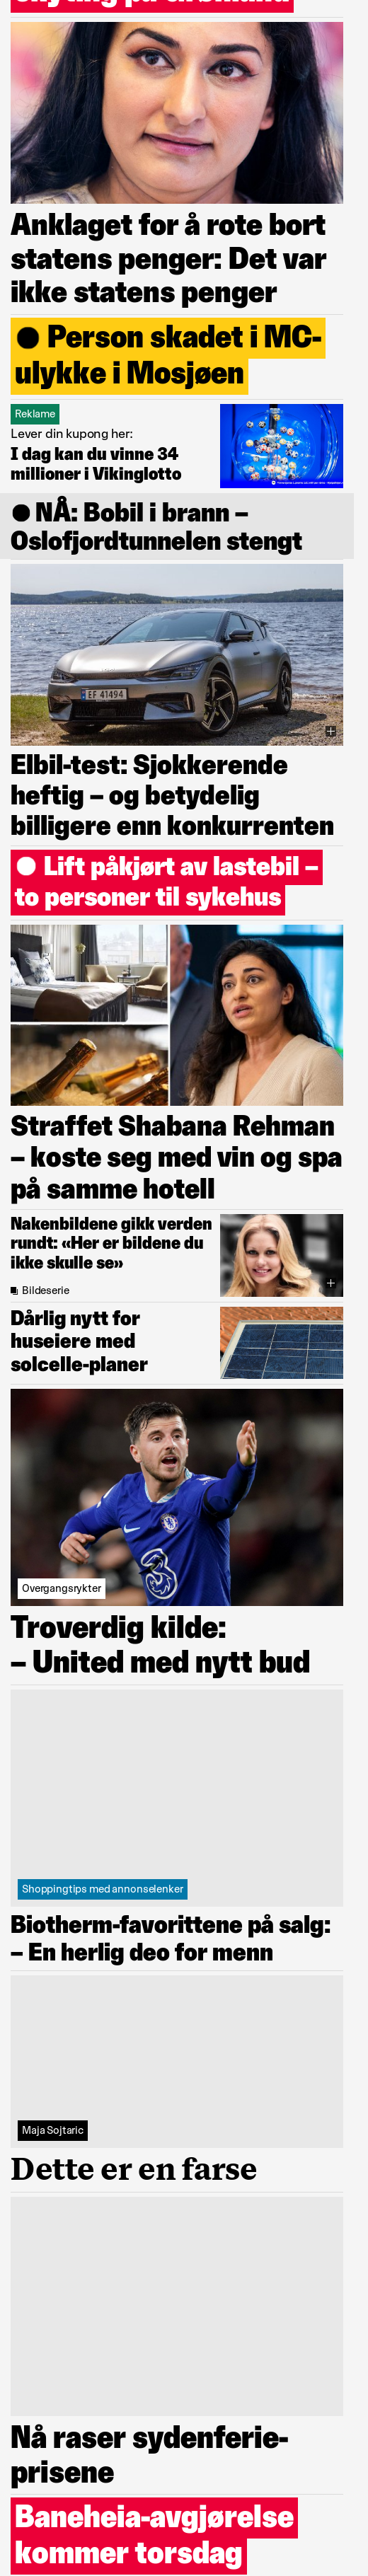 Anklaget for å rote bort
statens penger: Det var
ikke statens penger
Person skadet i MC-
ulykke i Mosjøen
Reklame
Lever din kupong her:
I dag kan du vinne 34
millioner i Vikinglotto
NÅ: Bobil i brann –
Oslofjordtunnelen stengt
EF 41494
Elbil-test: Sjokkerende
heftig – og betydelig
billigere enn konkurrenten
Lift påkjørt av lastebil –
to personer til sykehus
Straffet Shabana Rehman
– koste seg med vin og spa
på samme hotell
Nakenbildene gikk verden
rundt: «Her er bildene du
ikke skulle se»
Bildeserie
Dårlig nytt for
huseiere med
solcelle-planer
3
Overgangsrykter
Troverdig kilde:
– United med nytt bud
Shoppingtips med annonselenker
Biotherm-favorittene på salg:
– En herlig deo for menn
Maja Sojtaric
Dette er en farse
Nå raser sydenferie-
prisene
Baneheia-avgjørelse
kommer torsdag